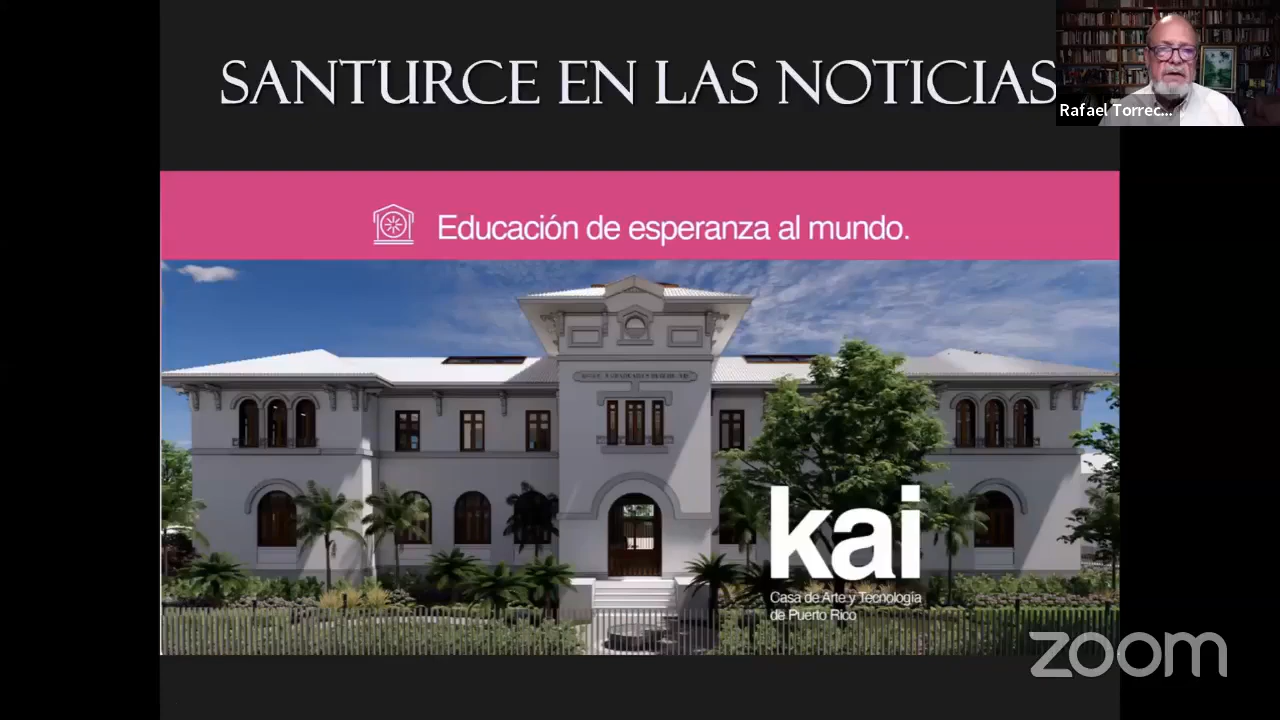 SANTURCE EN LAS NOTICIAS
Rafael Torrec...
Educación de esperanza al mundo.
kai
Casa de Arte y Tecnología
de Puerto Rico
zoom